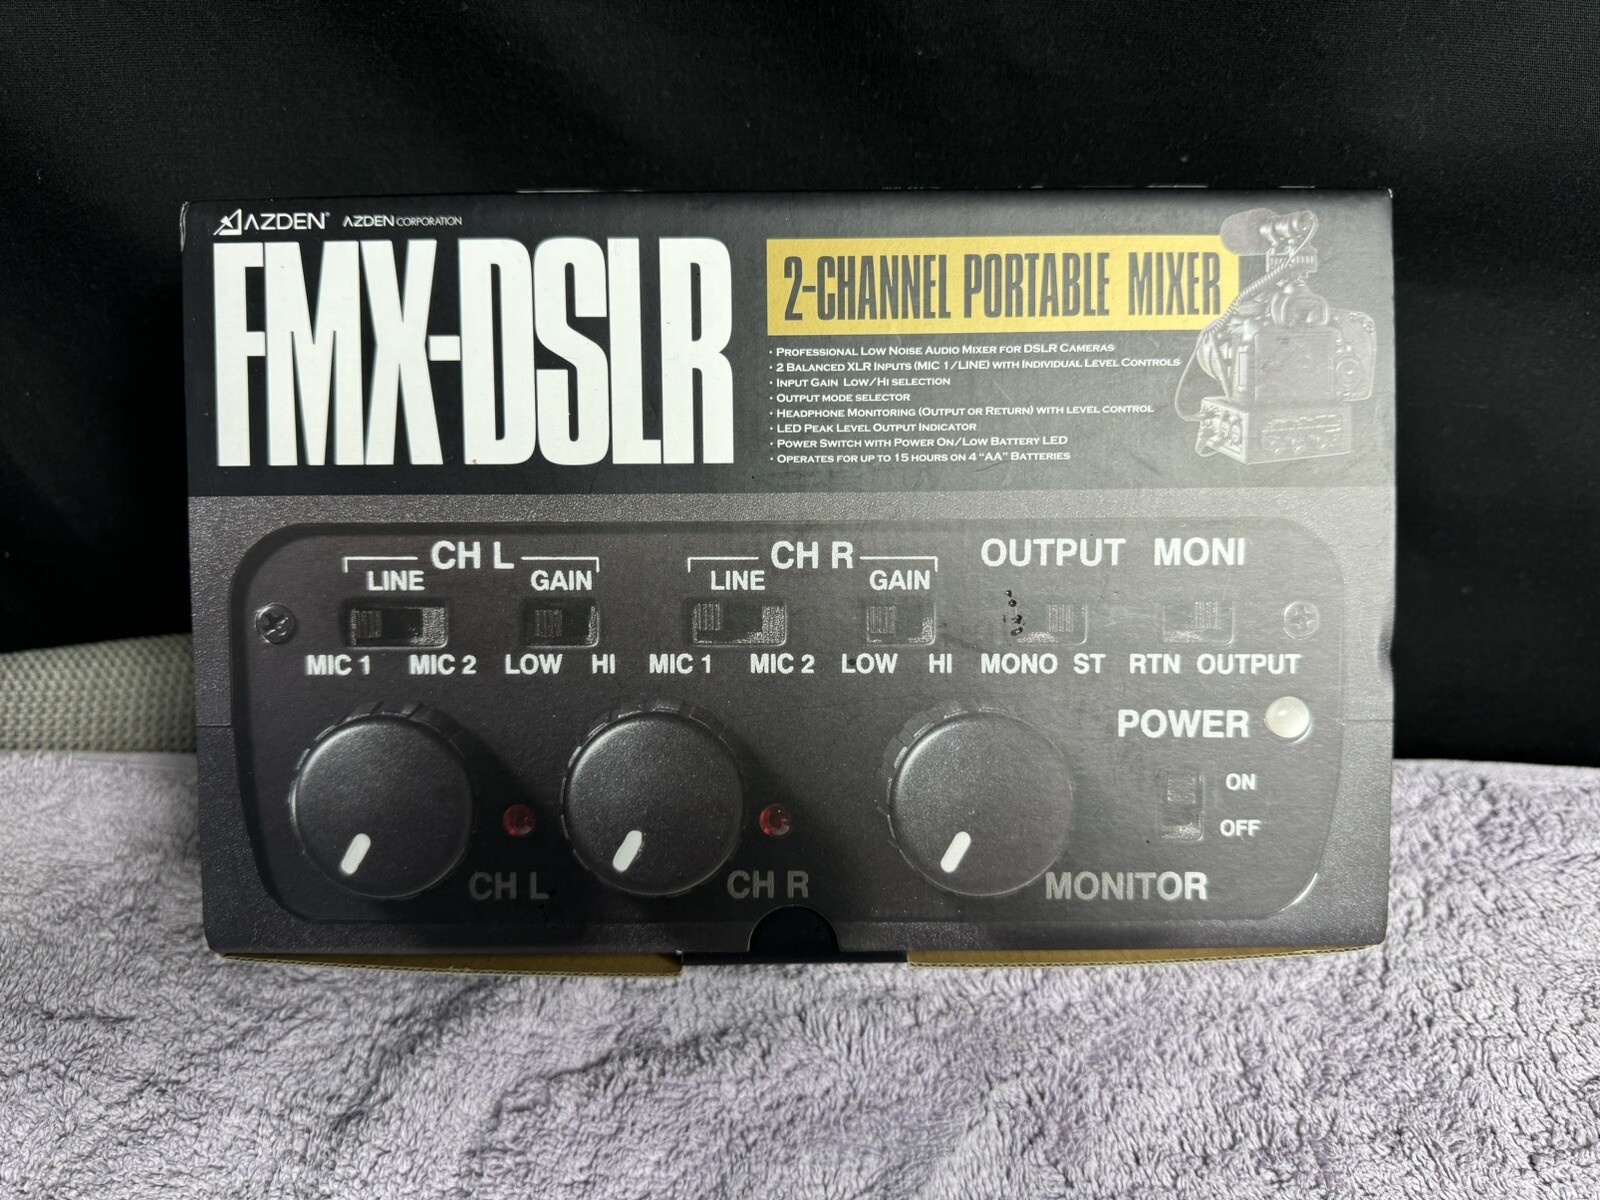 AZDEN® AZDEN CORPORATION
FMX-DSLR
2-CHANNEL PORTABLE MIXER
· PROFESSIONAL LOW NOISE AUDIO MIXER FOR DSLR CAMERAS
· 2 BALANCED XLR INPUTS (MIC 1/LINE) WITH INDIVIDUAL LEVEL CONTROLS
· INPUT GAIN LOW/HI SELECTION
· OUTPUT MODE SELECTOR
· HEADPHONE MONITORING (OUTPUT OR RETURN) WITH LEVEL CONTROL
· LED PEAK LEVEL OUTPUT INDICATOR
· POWER SWITCH WITH POWER ON/LOW BATTERY LED
· OPERATES FOR UP TO 15 HOURS ON 4 "AA" BATTERIES
CH L CH R OUTPUT MONI
LINE GAIN LINE GAIN
MIC 1 MIC 2 LOW HI MIC 1 MIC 2 LOW HI MONO ST RTN OUTPUT
POWER
ON
OFF
CH L CH R MONITOR